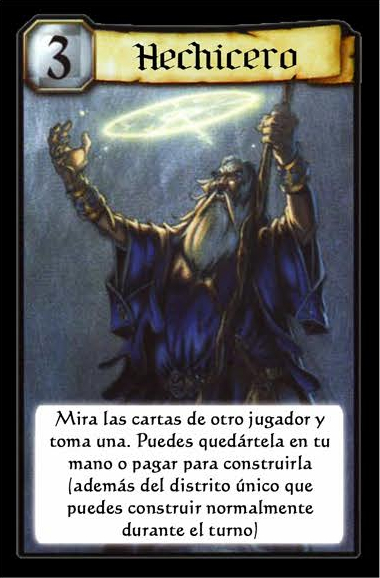 3
Hechicero
Mira las cartas de otro jugador y
toma una. Puedes quedártela en tu
mano o pagar para construirla
(además del distrito único que
puedes construir normalmente
durante el turno)